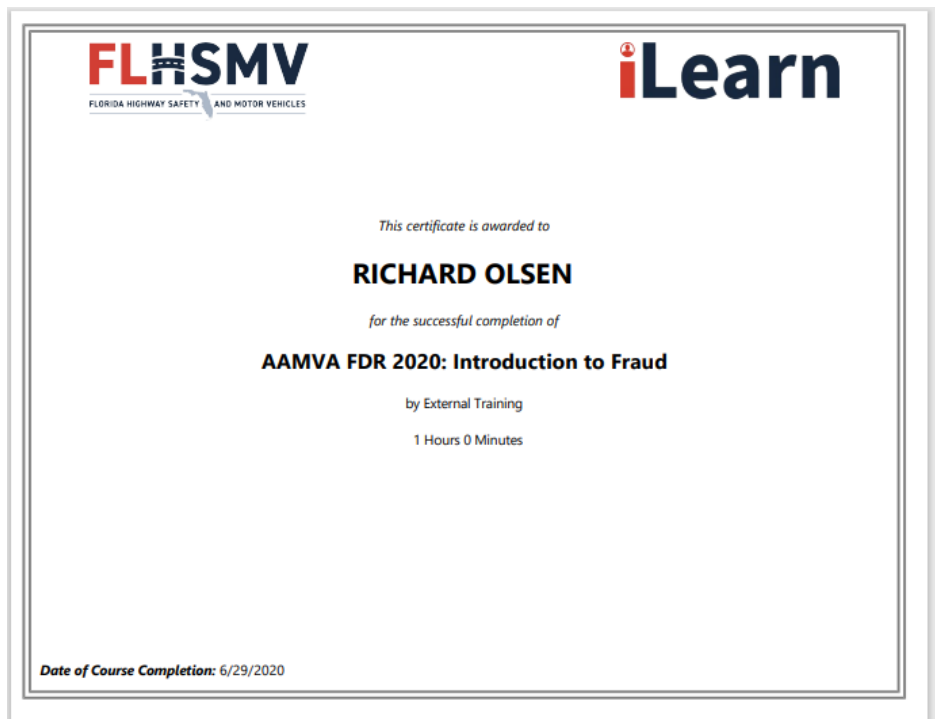 FLHSMV
FLORIDA HIGHWAY SAFETY AND MOTOR VEHICLES
iLearn
This certificate is awarded to
RICHARD OLSEN
for the successful completion of
AAMVA FDR 2020: Introduction to Fraud
by External Training
1 Hours 0 Minutes
Date of Course Completion: 6/29/2020